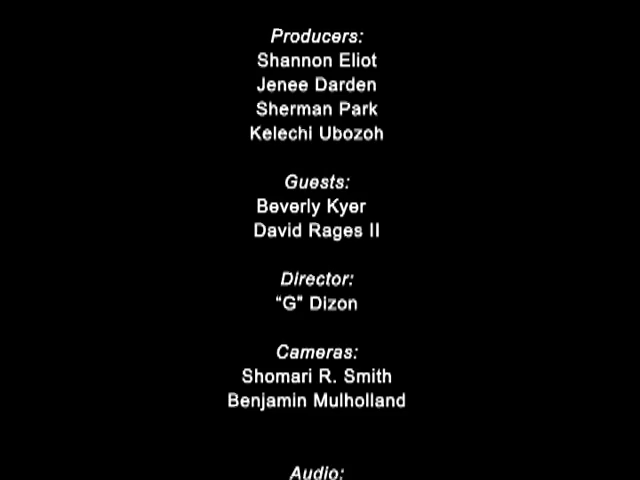 Producers:
Shannon Eliot
Jenee Darden
Sherman Park
Kelechi Ubozoh
Guests:
Beverly Kyer
David Rages II
Director:
“G” Dizon
Cameras:
Shomari R. Smith
Benjamin Mulholland
Audio: